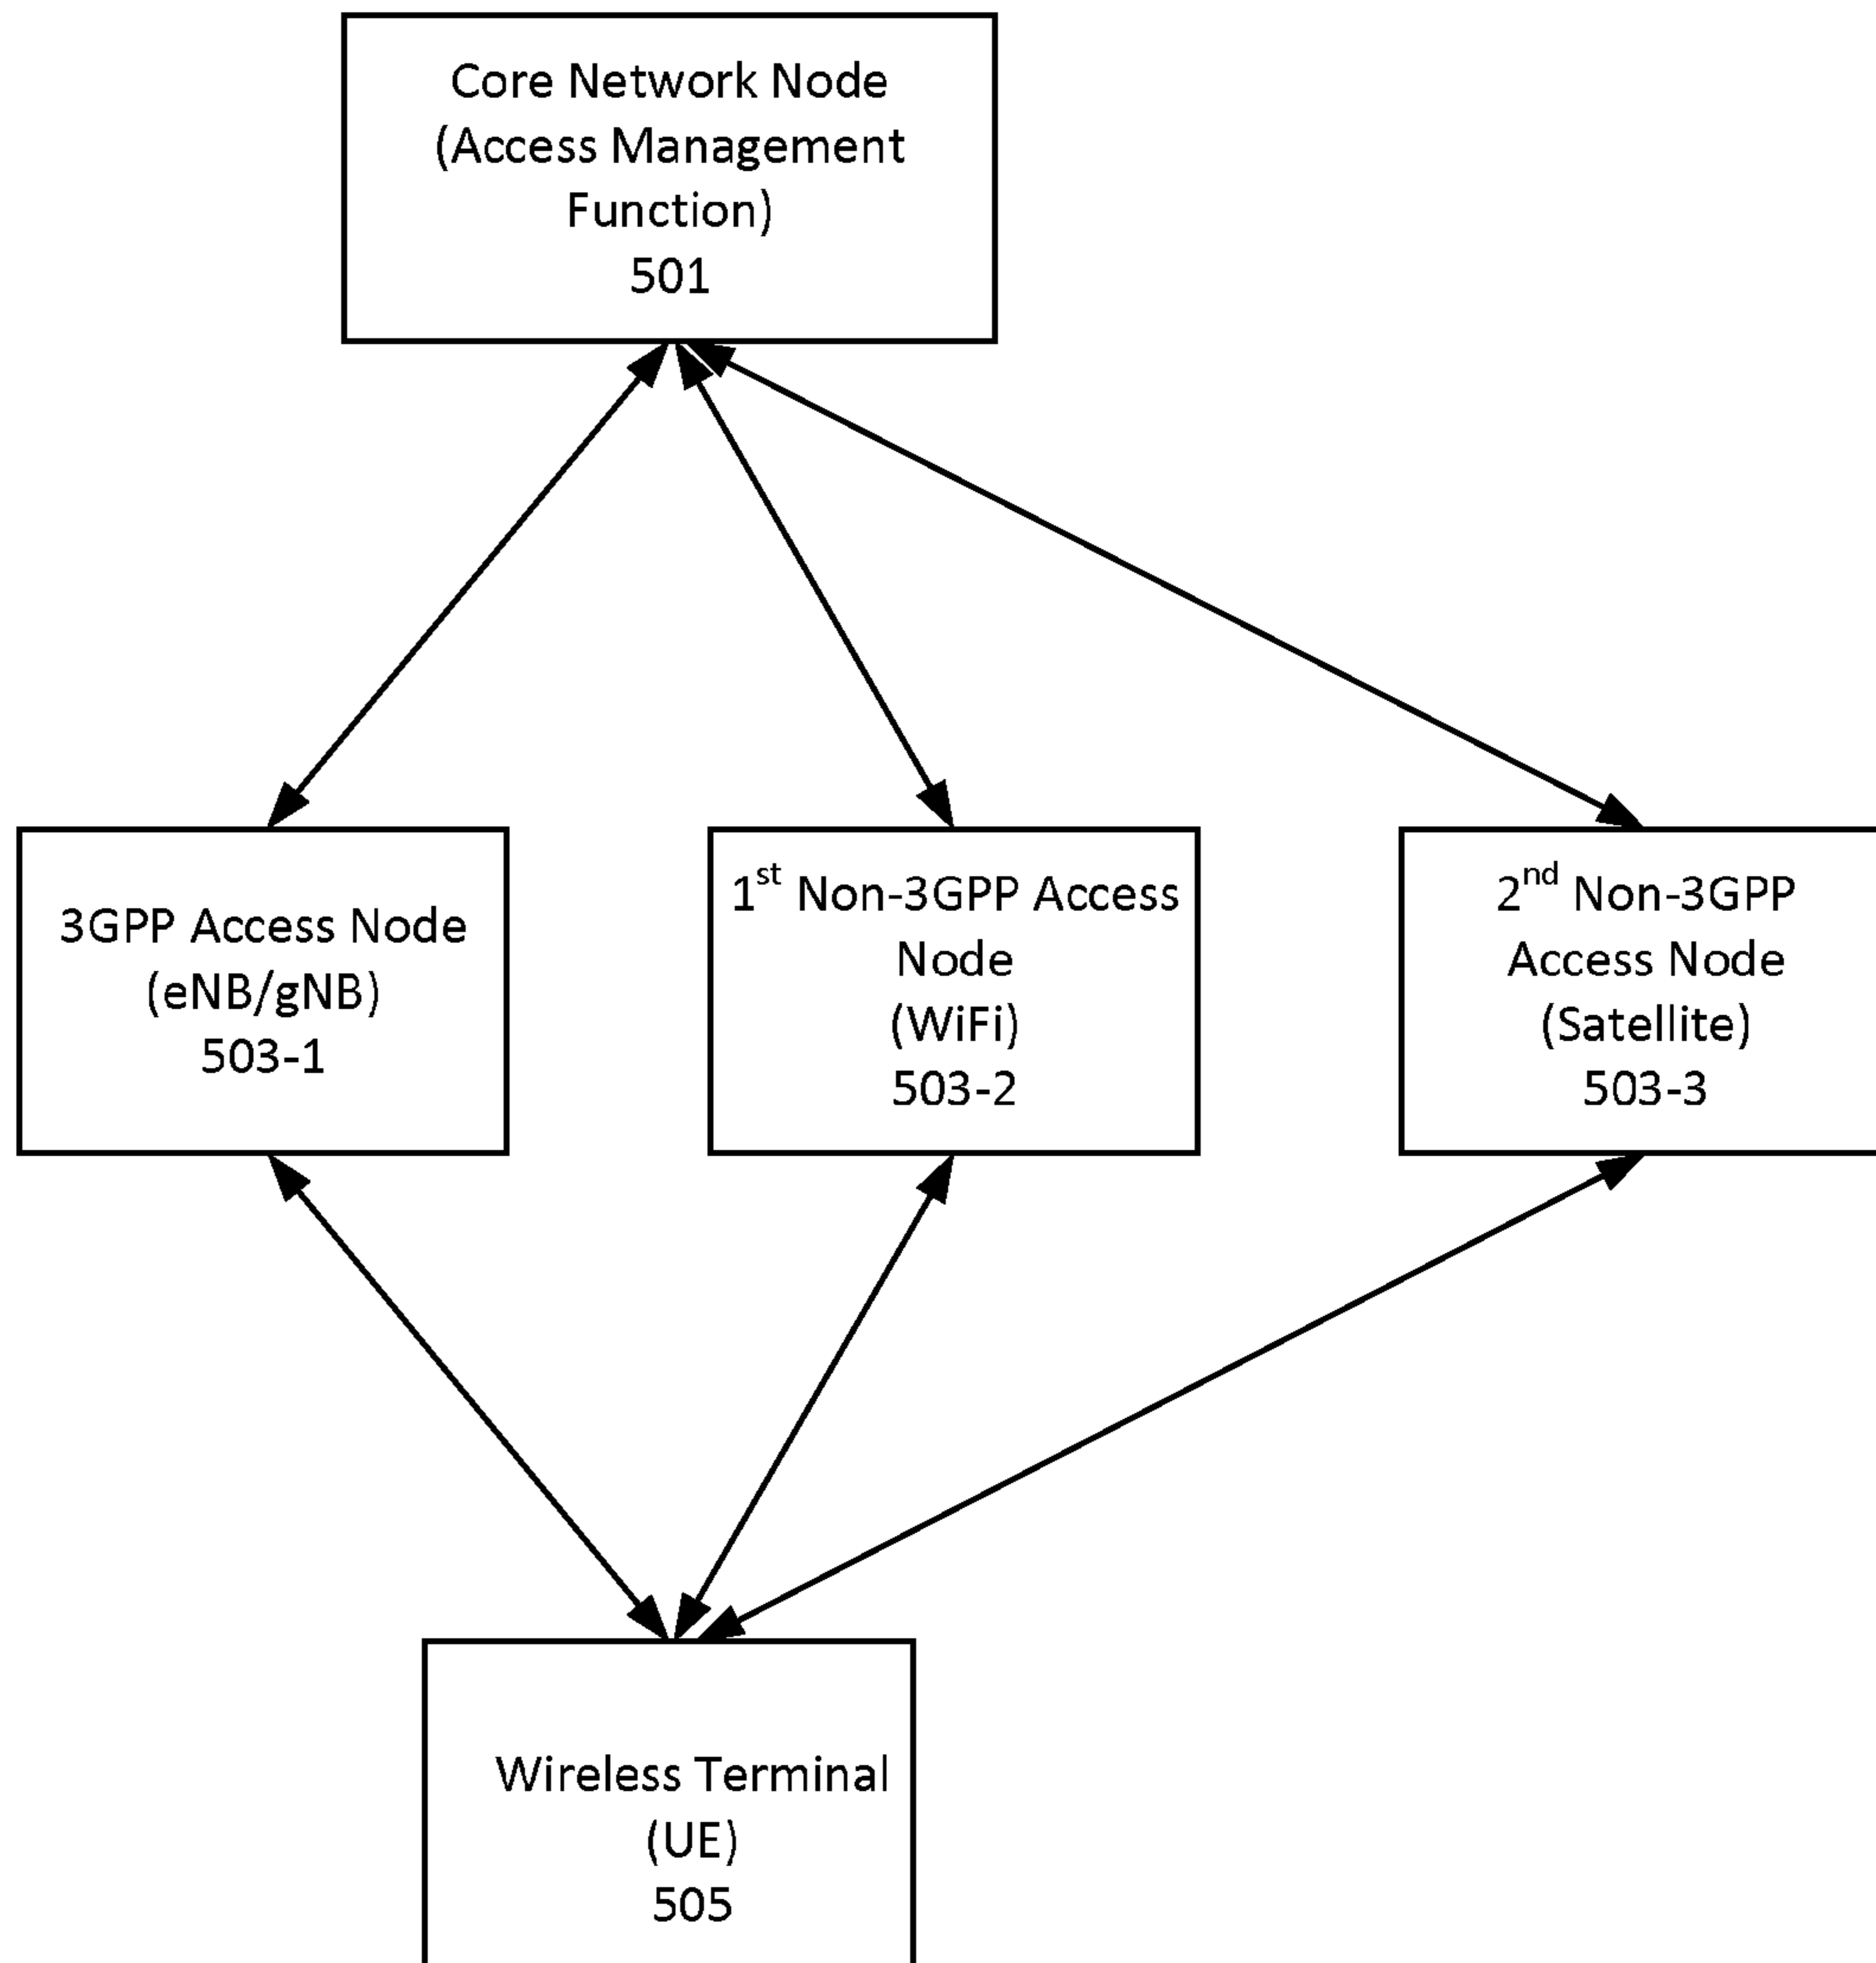 Core Network Node
(Access Management
Function)
501
3GPP Access Node
(eNB/gNB)
503-1
1st Non-3GPP Access
Node
(WiFi)
503-2
2nd Non-3GPP
Access Node
(Satellite)
503-3
Wireless Terminal
(UE)
505